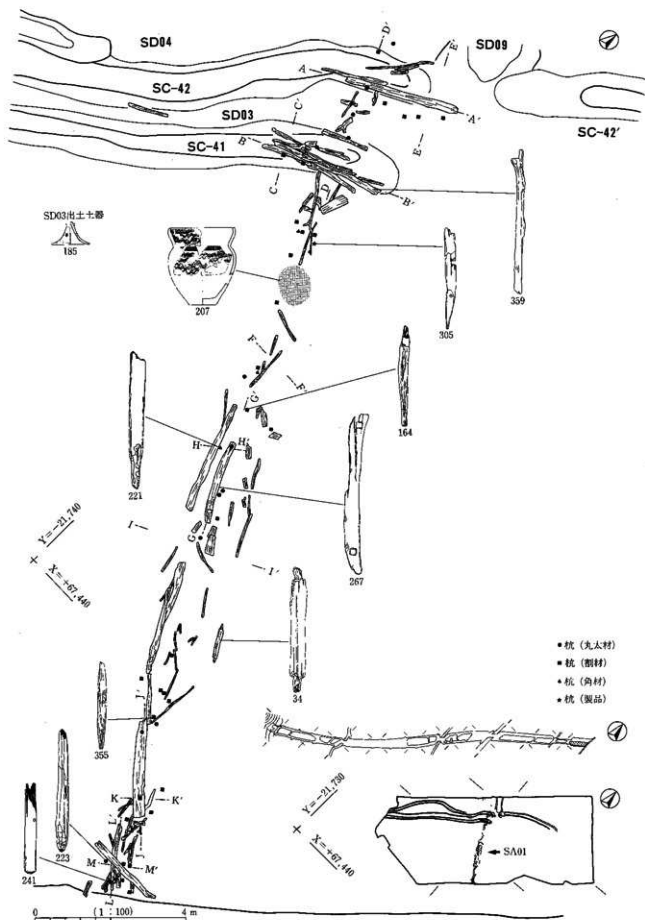 SD04
D'
E'
SD09
A
SC-42
C'
SD03
A'
SC-42'
E
SC-41
B'
C
D
B'
SD03出土土器
185
207
305
359
F
F'
G'
164
221
H
H'
267
I
G
I'
Y=-21,740
X=+67,440
34
杭（丸太材）
杭（割材）
杭（角材）
杭（製品）
J'
355
K
K'
Y=-21,730
X=+67,440
SA01
J
L'
223
241
M
M'
L
0
(1:100)
4 m